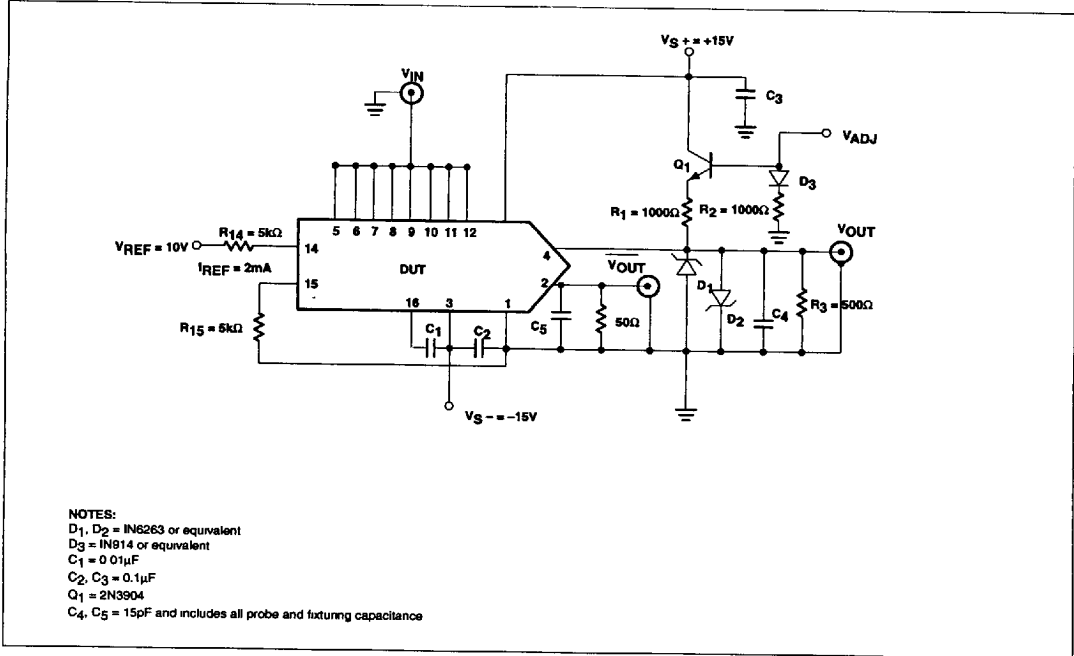 VS + = +15V
VIN
C3
VADJ
Q1
D3
R1 = 1000Ω
R2 = 1000Ω
5 6 7 8 9 10 11 12
R14 = 5kΩ
VREF = 10V
14
4
VOUT
IREF = 2mA
DUT
VOUT
15
2
D1
R3 = 500Ω
16
3
1
C5
50Ω
D2
C4
R15 = 5kΩ
C1
C2
VS – = –15V
NOTES:
D1, D2 = IN6263 or equivalent
D3 = IN914 or equivalent
C1 = 0 01μF
C2, C3 = 0.1μF
Q1 = 2N3904
C4, C5 = 15pF and includes all probe and fixturing capacitance